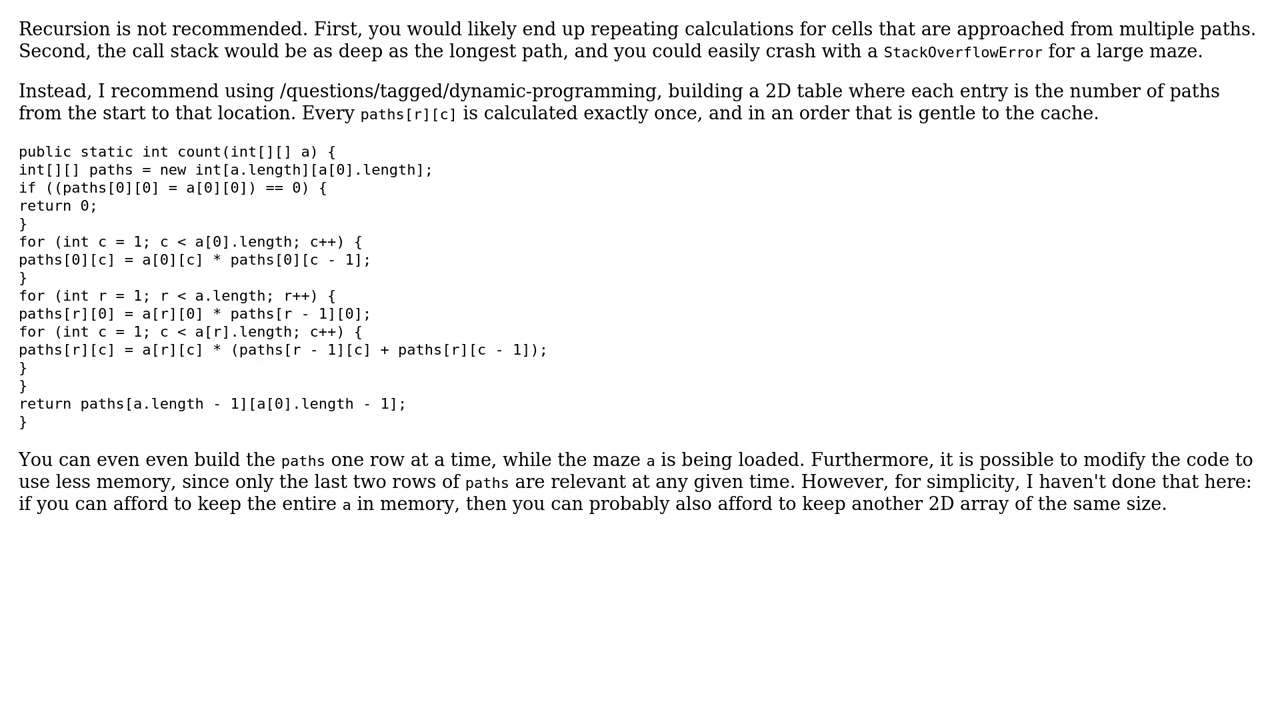 Recursion is not recommended. First, you would likely end up repeating calculations for cells that are approached from multiple paths.
Second, the call stack would be as deep as the longest path, and you could easily crash with a StackOverflowError for a large maze.
Instead, I recommend using /questions/tagged/dynamic-programming, building a 2D table where each entry is the number of paths
from the start to that location. Every paths[r][c] is calculated exactly once, and in an order that is gentle to the cache.
public static int count(int[][] a) {
int[][] paths = new int[a.length][a[0].length];
if ((paths[0][0] = a[0][0]) == 0) {
return 0;
}
for (int c = 1; c < a[0].length; c++) {
paths[0][c] = a[0][c] * paths[0][c - 1];
}
for (int r = 1; r < a.length; r++) {
paths[r][0] = a[r][0] * paths[r - 1][0];
for (int c = 1; c < a[r].length; c++) {
paths[r][c] = a[r][c] * (paths[r - 1][c] + paths[r][c - 1]);
}
}
return paths[a.length - 1][a[0].length - 1];
}
You can even even build the paths one row at a time, while the maze a is being loaded. Furthermore, it is possible to modify the code to
use less memory, since only the last two rows of paths are relevant at any given time. However, for simplicity, I haven't done that here:
if you can afford to keep the entire a in memory, then you can probably also afford to keep another 2D array of the same size.